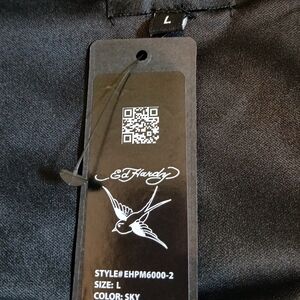 L
Ed Hardy
STYLE# EHPM6000-2
SIZE: L
COLOR: SKY